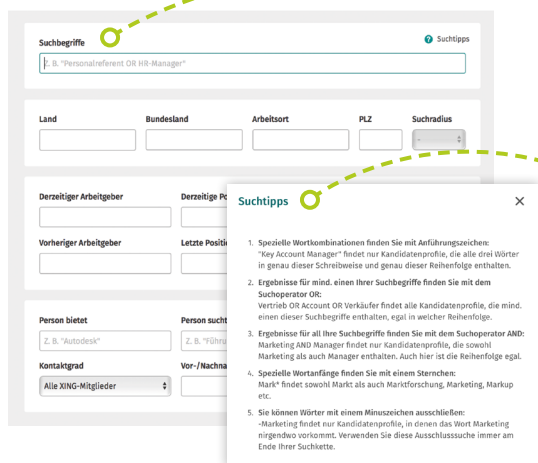 Suchbegriffe
Suchtipps
Z. B. "Personalreferent OR HR-Manager"
Land Bundesland Arbeitsort PLZ Suchradius
-
Derzeitiger Arbeitgeber Derzeitige Po
Vorheriger Arbeitgeber Letzte Positi
Person bietet Person sucht
Z. B. "Autodesk" Z. B. "Führu
Kontaktgrad Vor-/Nachna
Alle XING-Mitglieder
Suchtipps
1. Spezielle Wortkombinationen finden Sie mit Anführungszeichen:
"Key Account Manager" findet nur Kandidatenprofile, die alle drei Wörter
in genau dieser Schreibweise und genau dieser Reihenfolge enthalten.
2. Ergebnisse für mind. einen Ihrer Suchbegriffe finden Sie mit dem
Suchoperator OR:
Vertrieb OR Account OR Verkäufer findet alle Kandidatenprofile, die mind.
einen dieser Suchbegriffe enthalten, egal in welcher Reihenfolge.
3. Ergebnisse für all Ihre Suchbegriffe finden Sie mit dem Suchoperator AND:
Marketing AND Manager findet nur Kandidatenprofile, die sowohl
Marketing als auch Manager enthalten. Auch hier ist die Reihenfolge egal.
4. Spezielle Wortanfänge finden Sie mit einem Sternchen:
Mark* findet sowohl Markt als auch Marktforschung, Marketing, Markup
etc.
5. Sie können Wörter mit einem Minuszeichen ausschließen:
-Marketing findet nur Kandidatenprofile, in denen das Wort Marketing
nirgendwo vorkommt. Verwenden Sie diese Ausschlusssuche immer am
Ende Ihrer Suchkette.